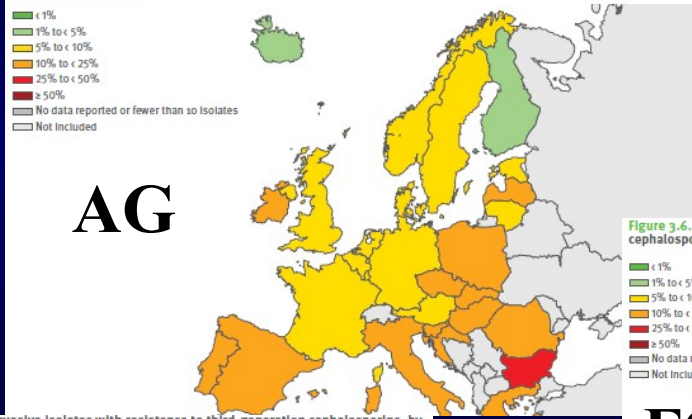 < 1%
1% to < 5%
5% to < 10%
10% to < 25%
25% to < 50%
≥ 50%
No data reported or fewer than 10 isolates
Not included
AG
Figure 3.6.
cephalospo
< 1%
1% to < 5%
5% to < 1
10% to <
25% to <
≥ 50%
No data r
Not inclu
invasive isolates with resistance to third-generation cephalosporins, by